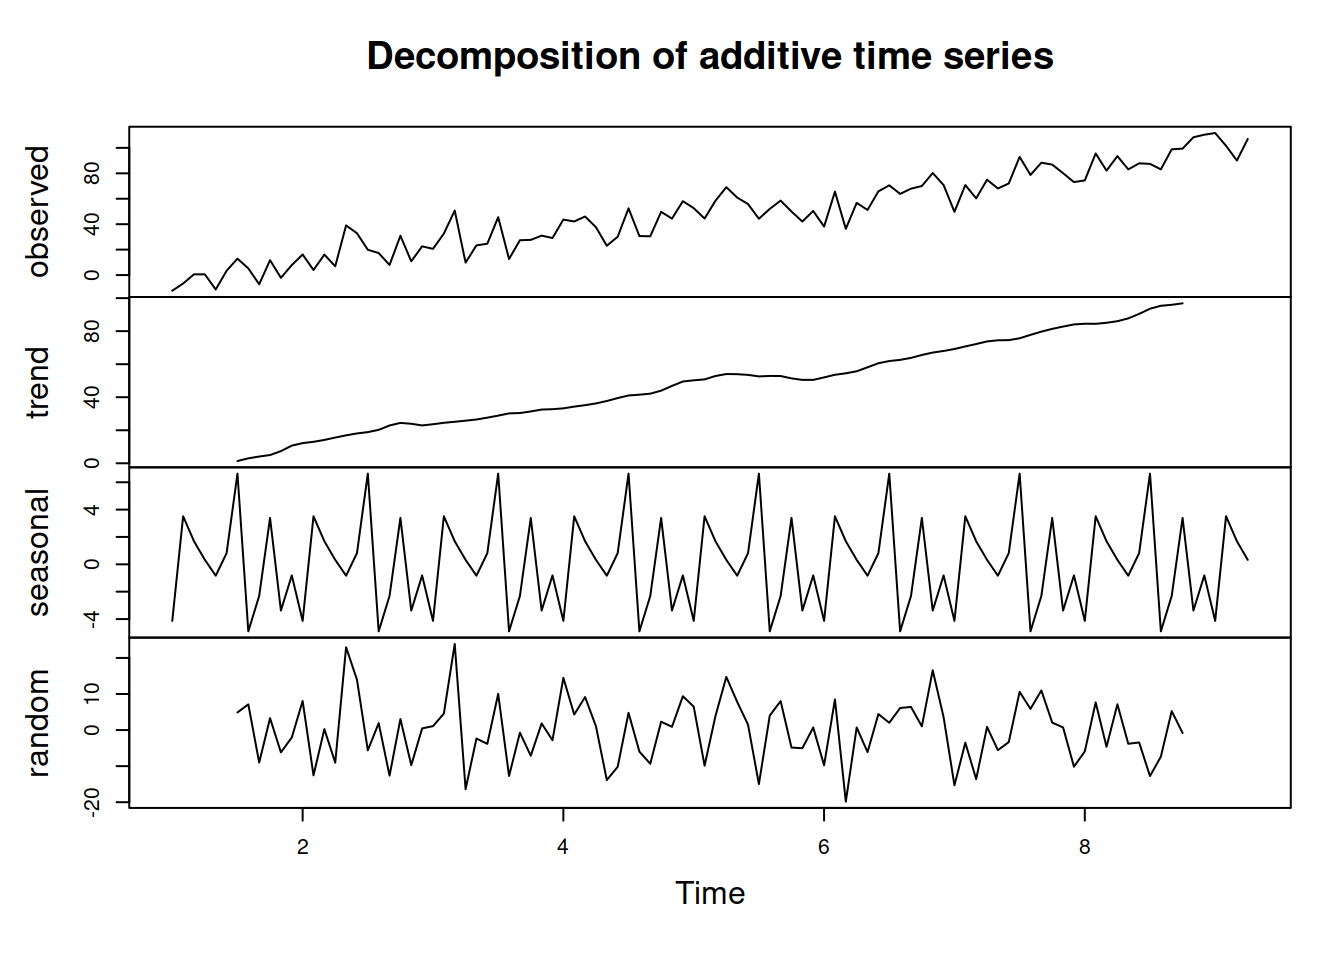 Decomposition of additive time series
observed
0 40 80
trend
0 40 80
seasonal
-4 0 4
random
-20 0 10
2 4 6 8
Time